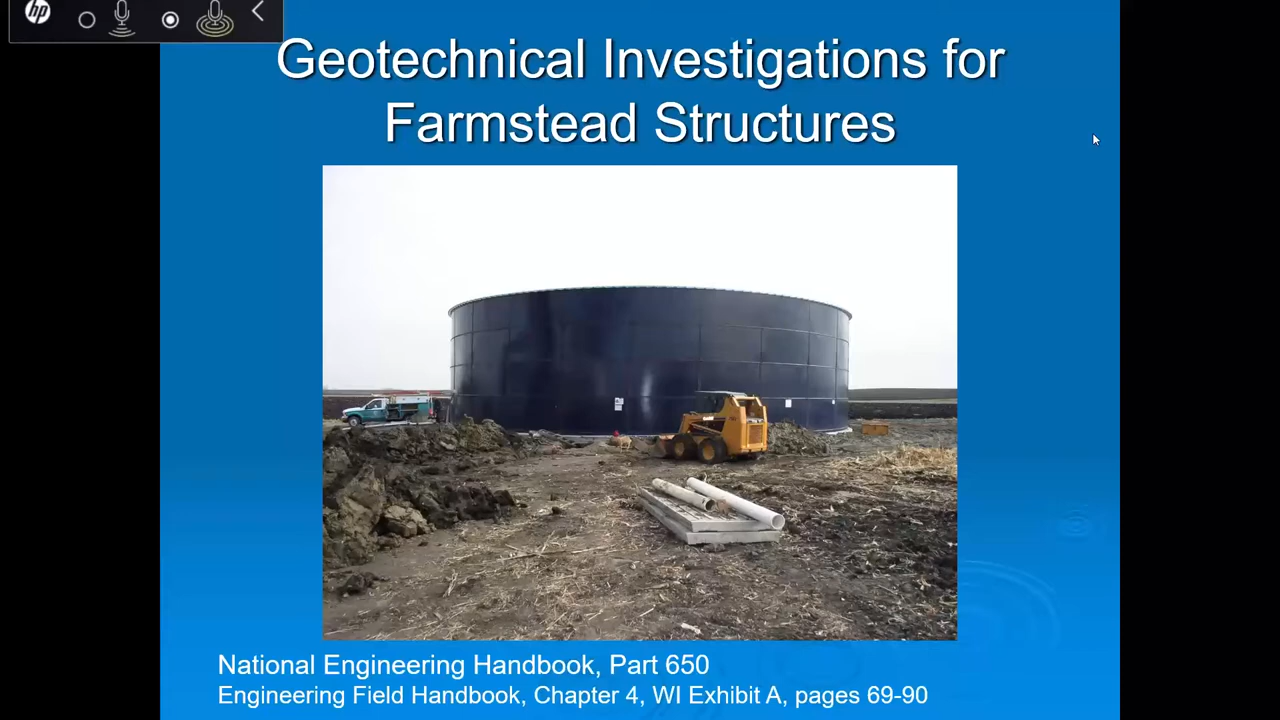 hp
Geotechnical Investigations for
Farmstead Structures
National Engineering Handbook, Part 650
Engineering Field Handbook, Chapter 4, WI Exhibit A, pages 69-90